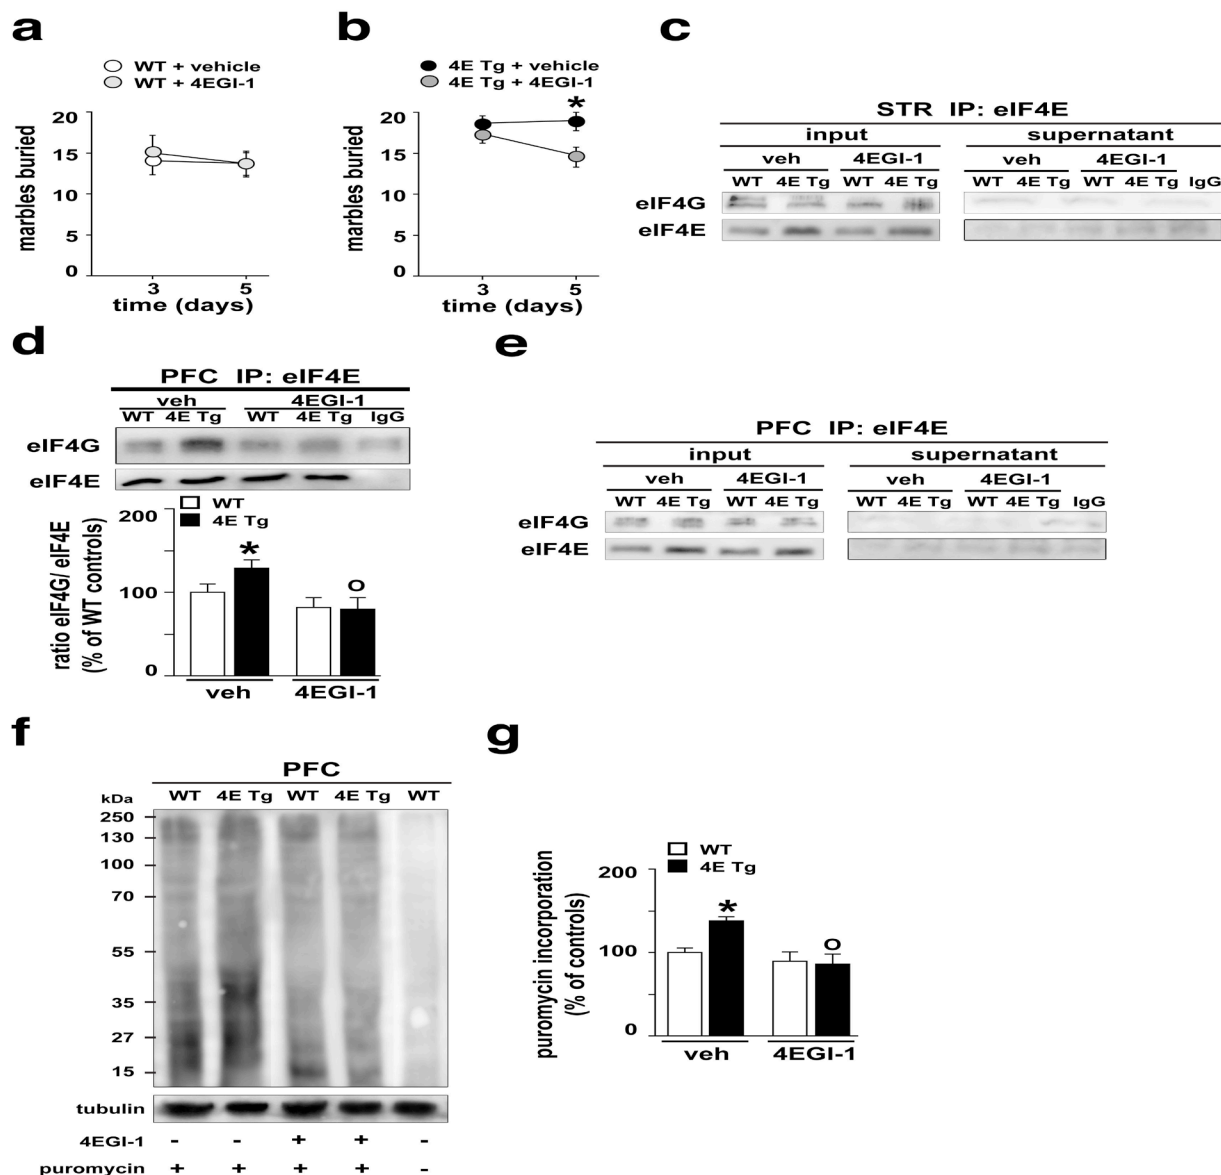 a
WT + vehicle
WT + 4EGI-1
marbles buried
20
15
10
5
0
3 5
time (days)
b
4E Tg + vehicle
4E Tg + 4EGI-1
*
marbles buried
20
15
10
5
0
3 5
time (days)
c
STR IP: eIF4E
input supernatant
veh 4EGI-1 veh 4EGI-1
WT 4E Tg WT 4E Tg WT 4E Tg WT 4E Tg IgG
eIF4G
eIF4E
d
PFC IP: eIF4E
veh 4EGI-1
WT 4E Tg WT 4E Tg IgG
eIF4G
eIF4E
WT
4E Tg
ratio eIF4G/ eIF4E
(% of WT controls)
200
100
0
* O
veh 4EGI-1
e
PFC IP: eIF4E
input supernatant
veh 4EGI-1 veh 4EGI-1
WT 4E Tg WT 4E Tg WT 4E Tg WT 4E Tg IgG
eIF4G
eIF4E
f
PFC
kDa WT 4E Tg WT 4E Tg WT
250
130
100
70
55
35
27
15
tubulin
4EGI-1 - - + + -
puromycin + + + + -
g
WT
4E Tg
puromycin incorporation
(% of controls)
200
100
0
* O
veh 4EGI-1